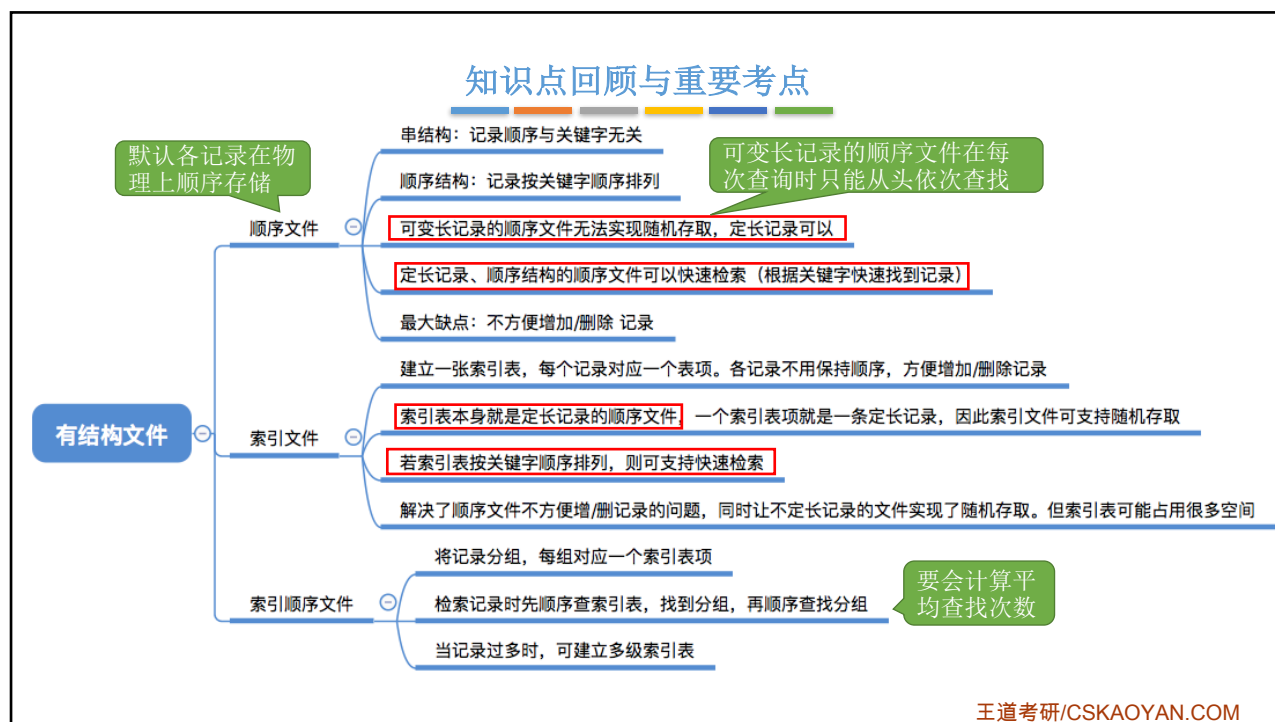 知识点回顾与重要考点
串结构：记录顺序与关键字无关
默认各记录在物
理上顺序存储
可变长记录的顺序文件在每
次查询时只能从头依次查找
顺序结构：记录按关键字顺序排列
顺序文件
可变长记录的顺序文件无法实现随机存取，定长记录可以
定长记录、顺序结构的顺序文件可以快速检索（根据关键字快速找到记录）
最大缺点：不方便增加/删除 记录
建立一张索引表，每个记录对应一个表项。各记录不用保持顺序，方便增加/删除记录
有结构文件
索引文件
索引表本身就是定长记录的顺序文件，一个索引表项就是一条定长记录，因此索引文件可支持随机存取
若索引表按关键字顺序排列，则可支持快速检索
解决了顺序文件不方便增/删记录的问题，同时让不定长记录的文件实现了随机存取。但索引表可能占用很多空间
将记录分组，每组对应一个索引表项
索引顺序文件
检索记录时先顺序查索引表，找到分组，再顺序查找分组
要会计算平
均查找次数
当记录过多时，可建立多级索引表
王道考研/CSKAOYAN.COM